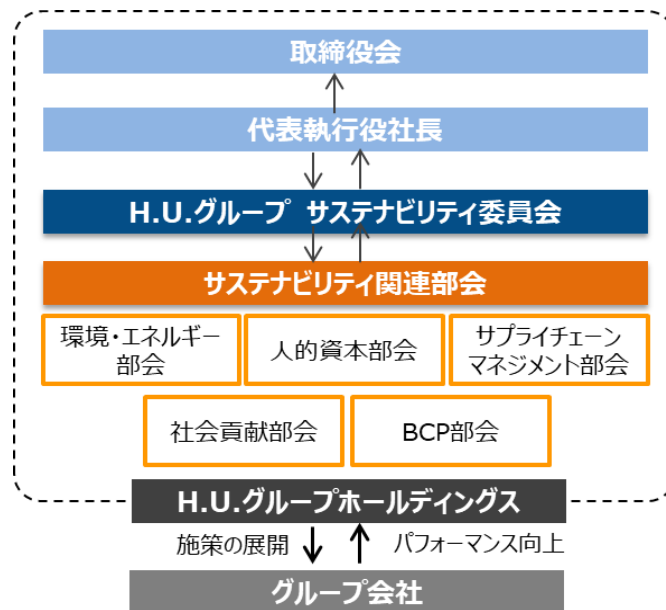 取締役会
代表執行役社長
H.U.グループ サステナビリティ委員会
サステナビリティ関連部会
環境・エネルギー
部会
人的資本部会
サプライチェーン
マネジメント部会
社会貢献部会
BCP部会
H.U.グループホールディングス
施策の展開
パフォーマンス向上
グループ会社